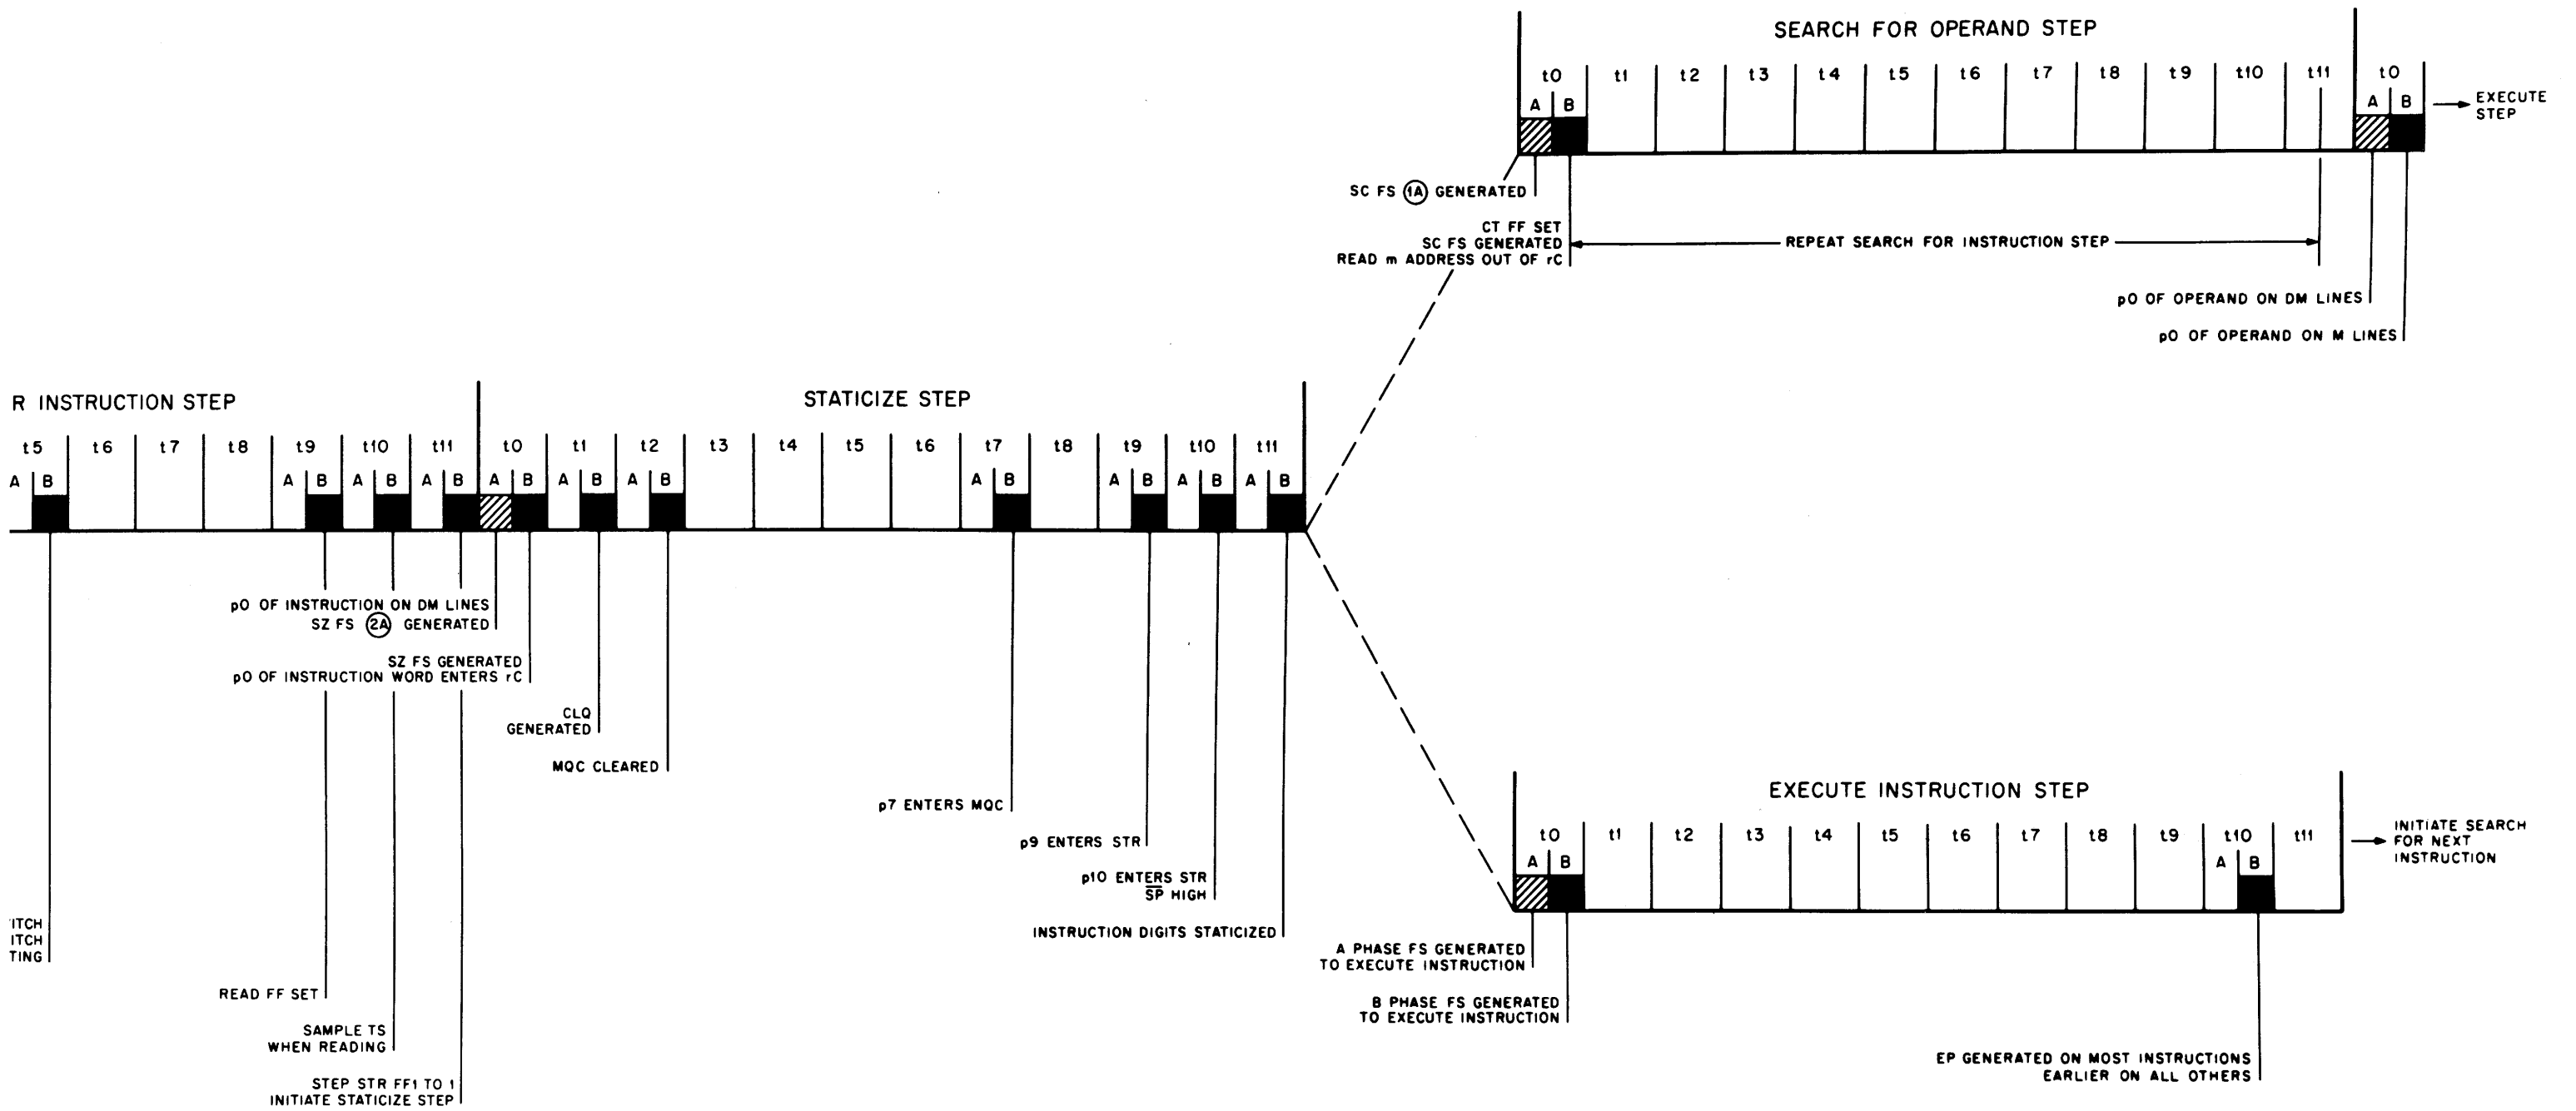 SEARCH FOR OPERAND STEP
t0 t1 t2 t3 t4 t5 t6 t7 t8 t9 t10 t11 t0
A B A B
EXECUTE
STEP
SC FS 1A GENERATED
CT FF SET
SC FS GENERATED
READ m ADDRESS OUT OF rC
REPEAT SEARCH FOR INSTRUCTION STEP
p0 OF OPERAND ON DM LINES
p0 OF OPERAND ON M LINES
R INSTRUCTION STEP
STATICIZE STEP
t5 t6 t7 t8 t9 t10 t11 t0 t1 t2 t3 t4 t5 t6 t7 t8 t9 t10 t11
A B A B A B A B A B A B A B A B A B A B A B
p0 OF INSTRUCTION ON DM LINES
SZ FS 2A GENERATED
SZ FS GENERATED
p0 OF INSTRUCTION WORD ENTERS rC
CLQ
GENERATED
MQC CLEARED
p7 ENTERS MQC
p9 ENTERS STR
p10 ENTERS STR
S̅P̅ HIGH
INSTRUCTION DIGITS STATICIZED
ITCH
ITCH
TING
READ FF SET
SAMPLE TS
WHEN READING
STEP STR FF1 TO 1
INITIATE STATICIZE STEP
EXECUTE INSTRUCTION STEP
t0 t1 t2 t3 t4 t5 t6 t7 t8 t9 t10 t11
A B A B
INITIATE SEARCH
FOR NEXT
INSTRUCTION
A PHASE FS GENERATED
TO EXECUTE INSTRUCTION
B PHASE FS GENERATED
TO EXECUTE INSTRUCTION
EP GENERATED ON MOST INSTRUCTIONS
EARLIER ON ALL OTHERS